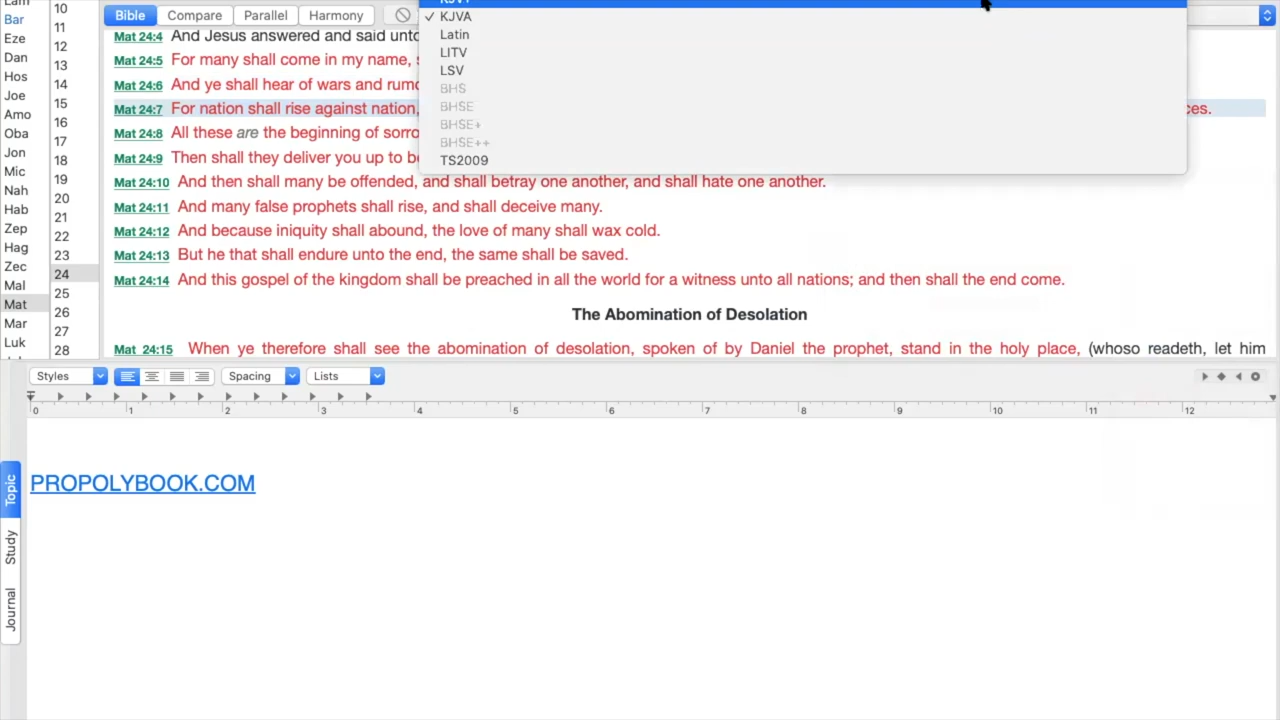 Bar
Eze
Dan
Hos
Joe
Amo
Oba
Jon
Mic
Nah
Hab
Zep
Hag
Zec
Mal
Mat
Mar
Luk
10
11
12
13
14
15
16
17
18
19
20
21
22
23
24
25
26
27
28
Bible Compare Parallel Harmony
KJVA
Latin
LITV
LSV
BHS
BHSE
BHSE+
BHSE++
TS2009
Mat 24:4 And Jesus answered and said unto
Mat 24:5 For many shall come in my name,
Mat 24:6 And ye shall hear of wars and
Mat 24:7 For nation shall rise against nation, ces.
Mat 24:8 All these are the beginning of
Mat 24:9 Then shall they deliver you up to
Mat 24:10 And then shall many be offended, and shall betray one another, and shall hate one another.
Mat 24:11 And many false prophets shall rise, and shall deceive many.
Mat 24:12 And because iniquity shall abound, the love of many shall wax cold.
Mat 24:13 But he that shall endure unto the end, the same shall be saved.
Mat 24:14 And this gospel of the kingdom shall be preached in all the world for a witness unto all nations; and then shall the end come.
The Abomination of Desolation
Mat 24:15 When ye therefore shall see the abomination of desolation, spoken of by Daniel the prophet, stand in the holy place, (whoso readeth, let him
Styles Spacing Lists
0 1 2 3 4 5 6 7 8 9 10 11 12
PROPOLYBOOK.COM
Topic
Study
Journal